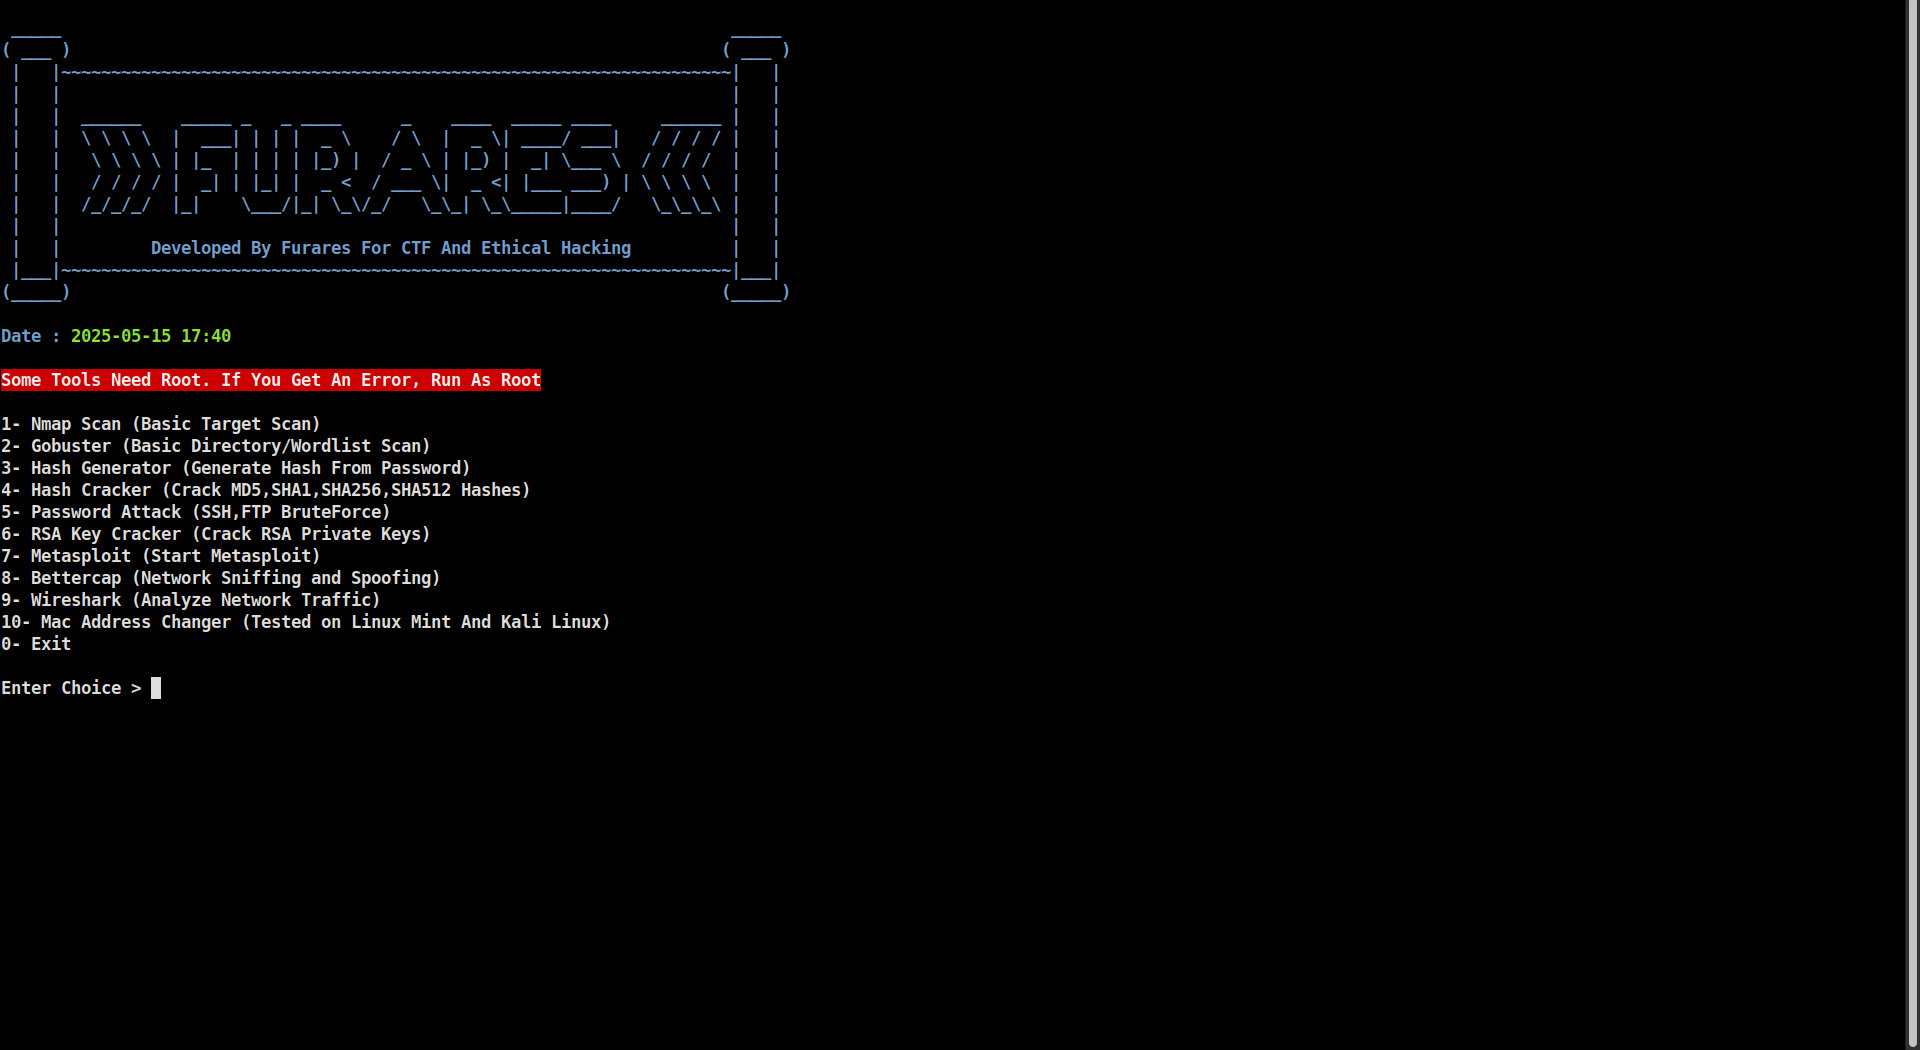 FURARES
Developed By Furares For CTF And Ethical Hacking
Date : 2025-05-15 17:40
Some Tools Need Root. If You Get An Error, Run As Root
1- Nmap Scan (Basic Target Scan)
2- Gobuster (Basic Directory/Wordlist Scan)
3- Hash Generator (Generate Hash From Password)
4- Hash Cracker (Crack MD5,SHA1,SHA256,SHA512 Hashes)
5- Password Attack (SSH,FTP BruteForce)
6- RSA Key Cracker (Crack RSA Private Keys)
7- Metasploit (Start Metasploit)
8- Bettercap (Network Sniffing and Spoofing)
9- Wireshark (Analyze Network Traffic)
10- Mac Address Changer (Tested on Linux Mint And Kali Linux)
0- Exit
Enter Choice >